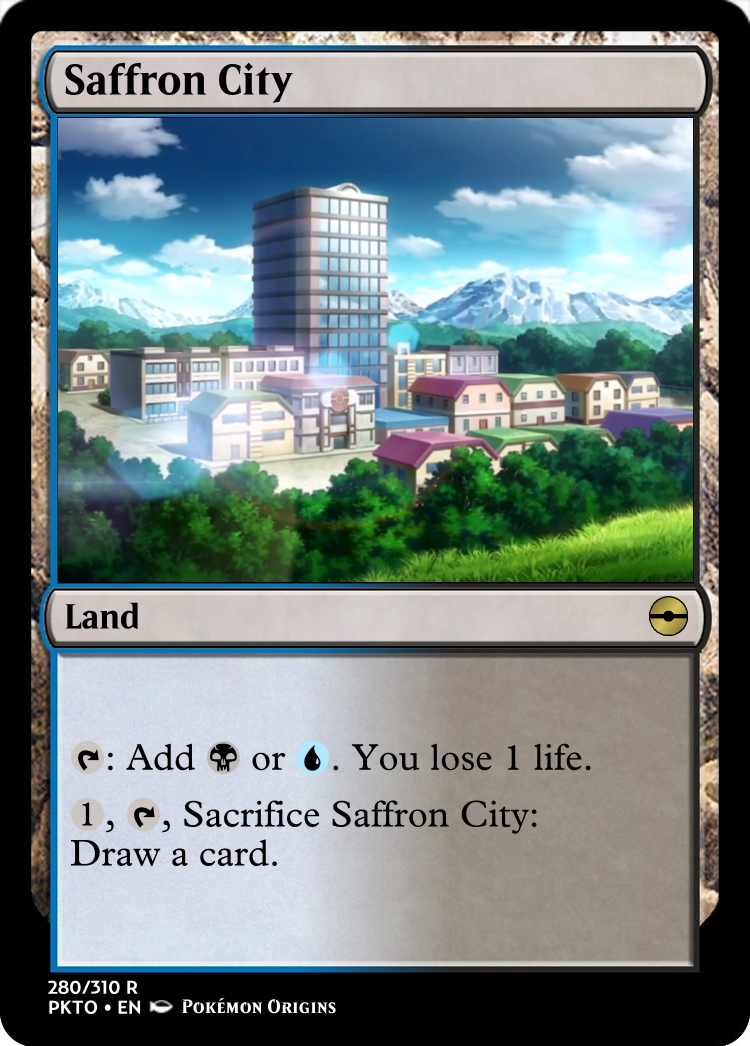 Saffron City
Land
: Add or . You lose 1 life.
1, , Sacrifice Saffron City:
Draw a card.
280/310 R
PKTO • EN Pokémon Origins